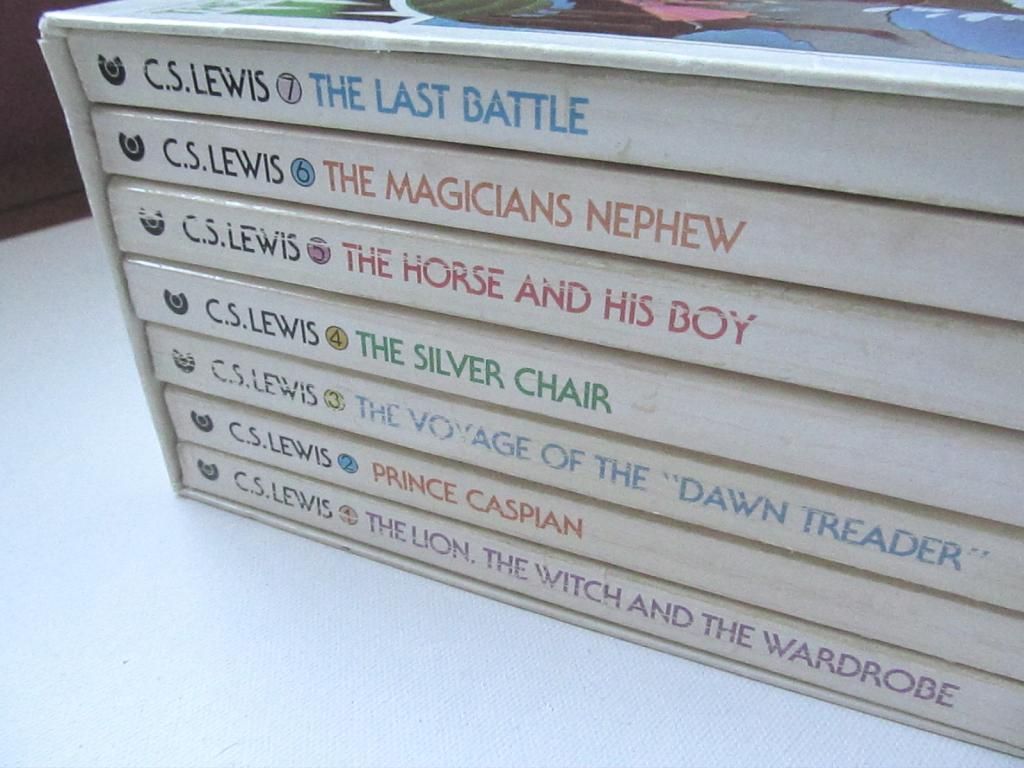 C.S.LEWIS 7 THE LAST BATTLE
C.S.LEWIS 6 THE MAGICIANS NEPHEW
C.S.LEWIS 5 THE HORSE AND HIS BOY
C.S.LEWIS 4 THE SILVER CHAIR
C.S.LEWIS 3 THE VOYAGE OF THE "DAWN TREADER"
C.S.LEWIS 2 PRINCE CASPIAN
C.S.LEWIS 1 THE LION, THE WITCH AND THE WARDROBE